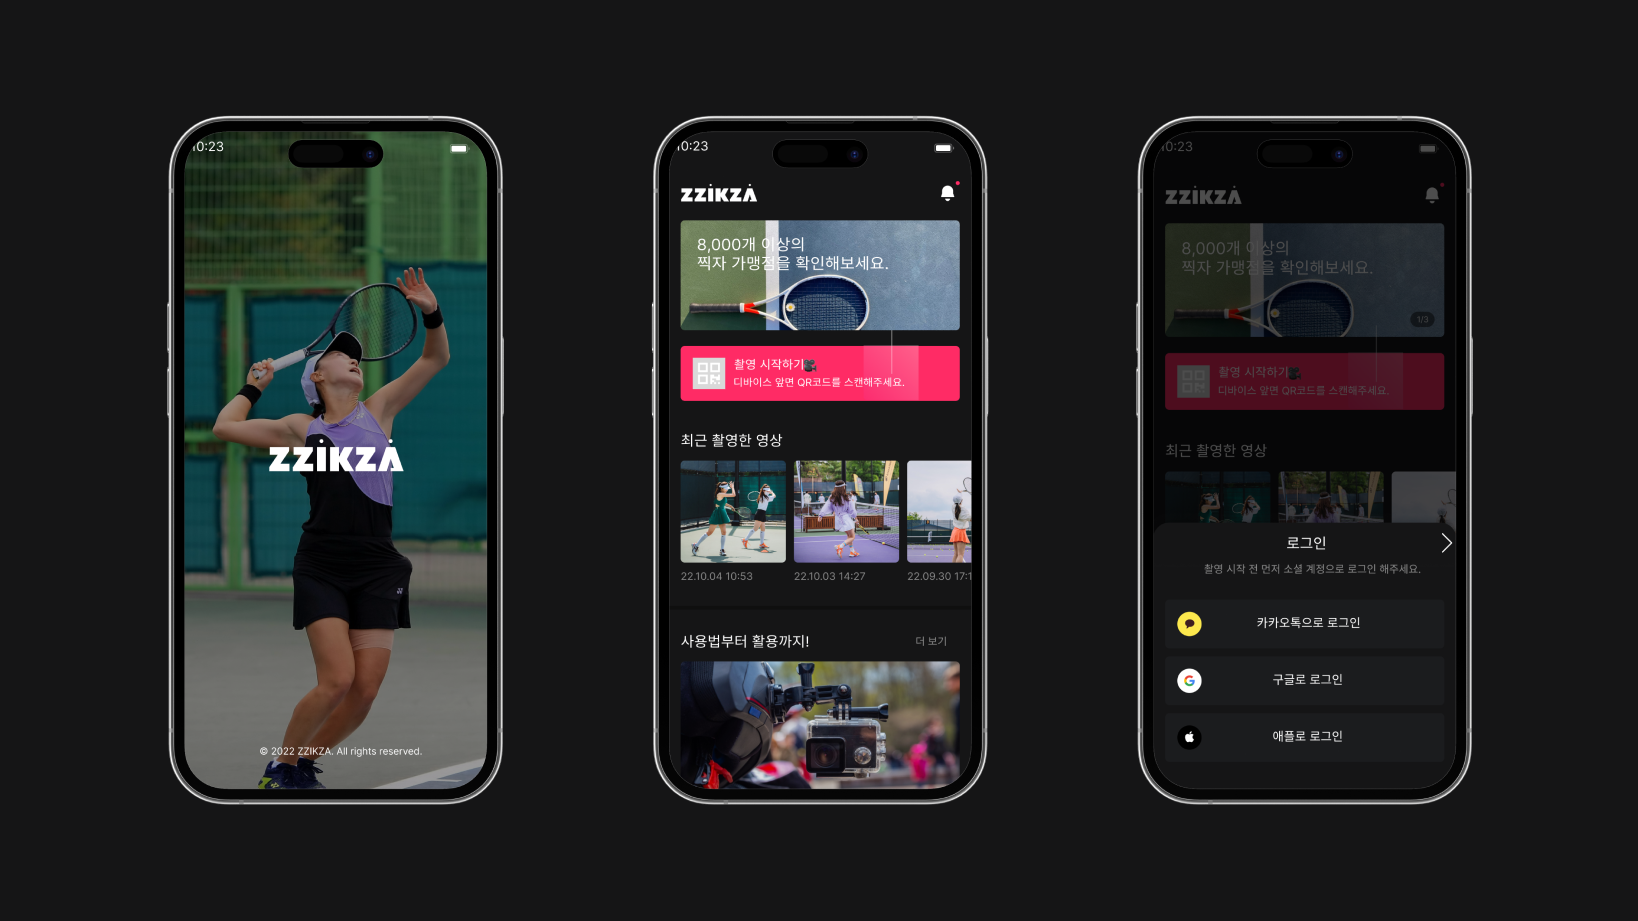 10:23
ZZIKZA
© 2022 ZZIKZA. All rights reserved.
10:23
ZZIKZA
8,000개 이상의
찍자 가맹점을 확인해보세요.
촬영 시작하기
디바이스 앞면 QR코드를 스캔해주세요.
최근 촬영한 영상
22.10.04 10:53
22.10.03 14:27
22.09.30 17:1
사용법부터 활용까지!
더 보기
10:23
ZZIKZA
8,000개 이상의
찍자 가맹점을 확인해보세요.
1/3
촬영 시작하기
디바이스 앞면 QR코드를 스캔해주세요.
최근 촬영한 영상
로그인
촬영 시작 전 먼저 소셜 계정으로 로그인 해주세요.
카카오톡으로 로그인
구글로 로그인
애플로 로그인